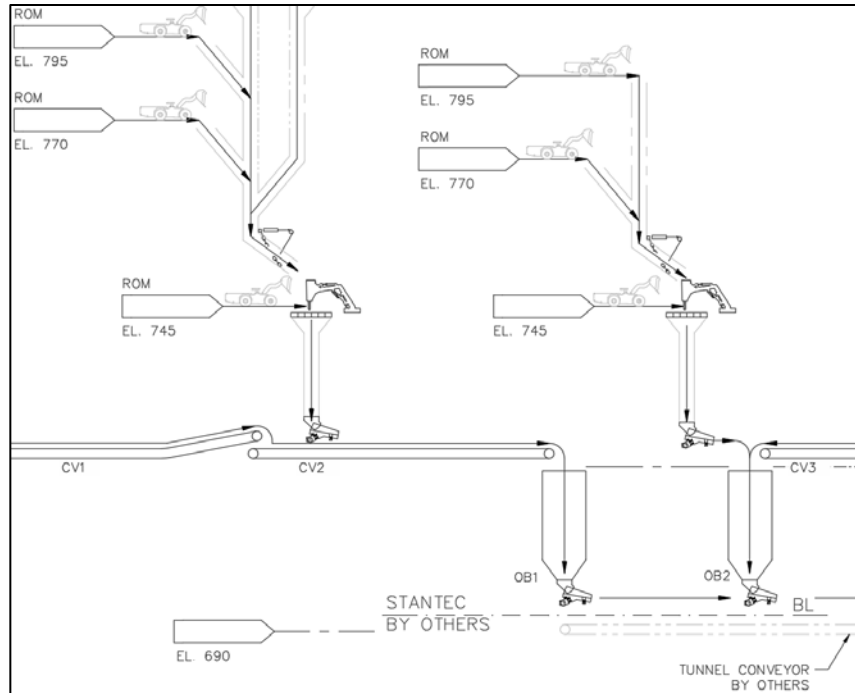 ROM
EL. 795
ROM
EL. 770
ROM
EL. 795
ROM
EL. 770
ROM
EL. 745
ROM
EL. 745
CV1
CV2
CV3
OB1
OB2
STANTEC
BY OTHERS
BL
EL. 690
TUNNEL CONVEYOR
BY OTHERS